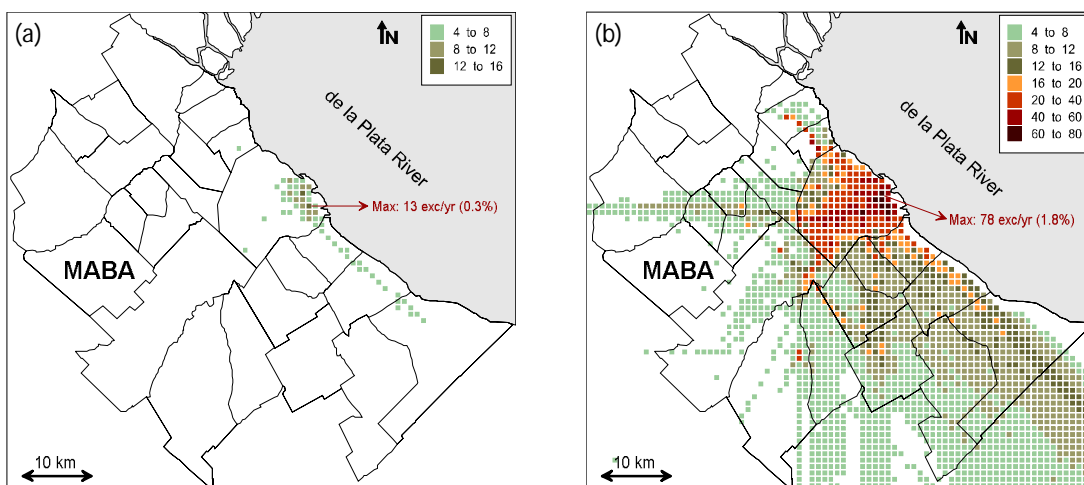 (a)
N
4 to 8
8 to 12
12 to 16
de la Plata River
Max: 13 exc/yr (0.3%)
MABA
10 km
(b)
N
4 to 8
8 to 12
12 to 16
16 to 20
20 to 40
40 to 60
60 to 80
de la Plata River
Max: 78 exc/yr (1.8%)
MABA
10 km